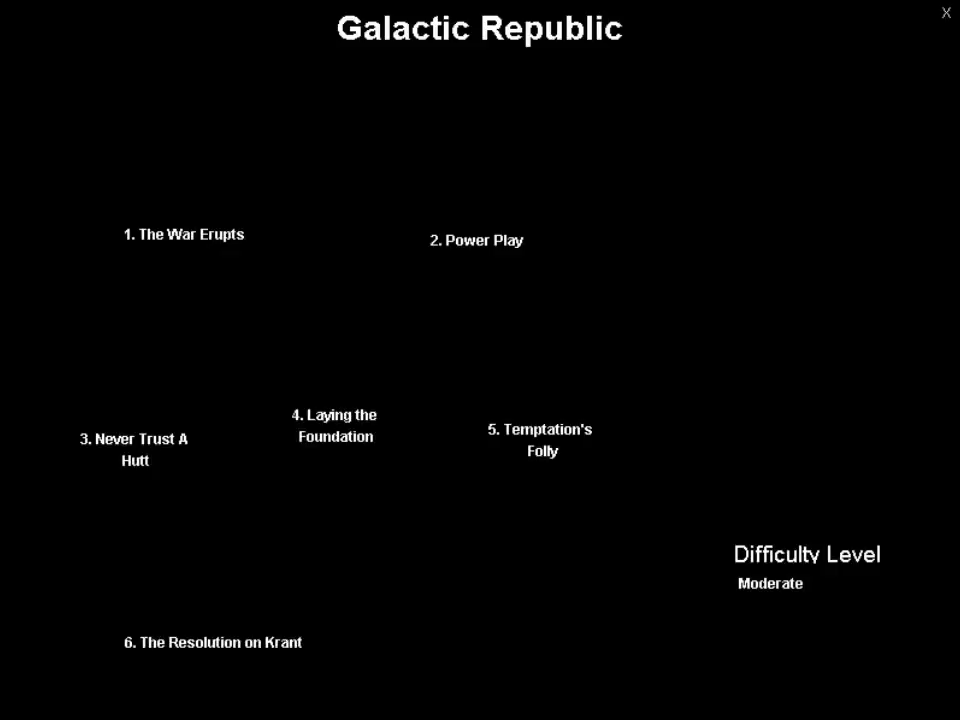 Galactic Republic
X
1. The War Erupts
2. Power Play
3. Never Trust A
Hutt
4. Laying the
Foundation
5. Temptation's
Folly
Difficulty Level
Moderate
6. The Resolution on Krant